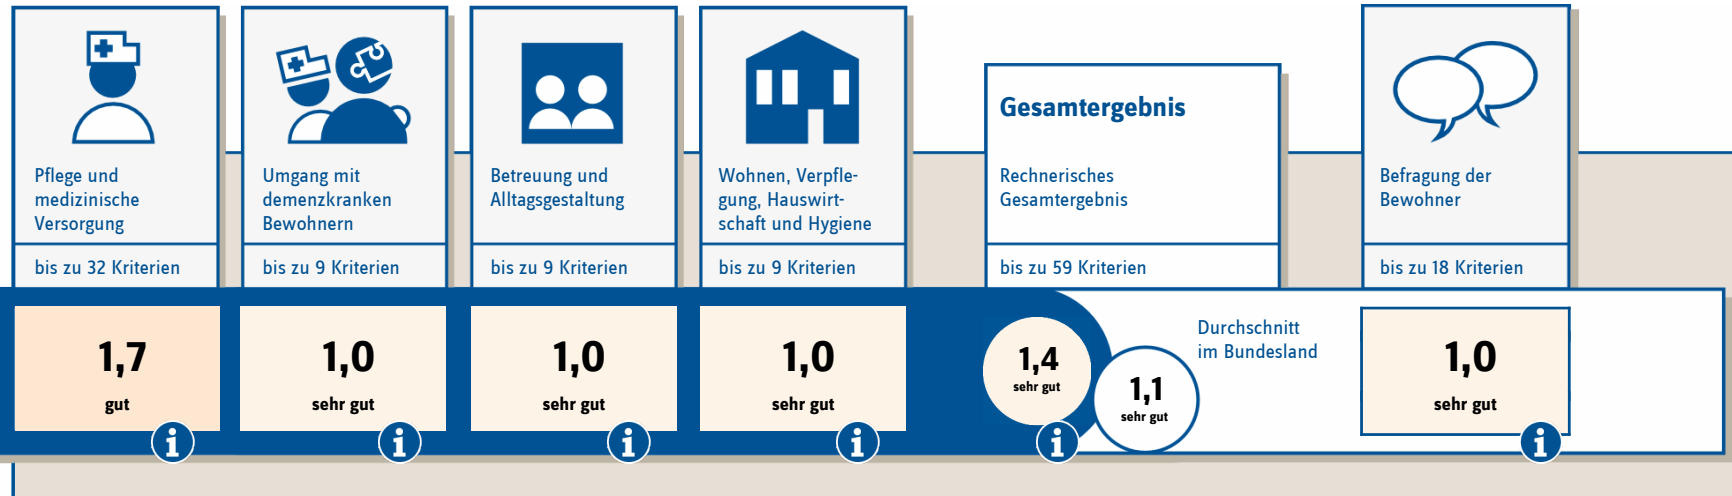 Pflege und
medizinische
Versorgung
bis zu 32 Kriterien
1,7
gut
i
Umgang mit
demenzkranken
Bewohnern
bis zu 9 Kriterien
1,0
sehr gut
i
Betreuung und
Alltagsgestaltung
bis zu 9 Kriterien
1,0
sehr gut
i
Wohnen, Verpfle-
gung, Hauswirt-
schaft und Hygiene
bis zu 9 Kriterien
1,0
sehr gut
i
Gesamtergebnis
Rechnerisches
Gesamtergebnis
bis zu 59 Kriterien
1,4
sehr gut
i
Durchschnitt
im Bundesland
1,1
sehr gut
Befragung der
Bewohner
bis zu 18 Kriterien
1,0
sehr gut
i